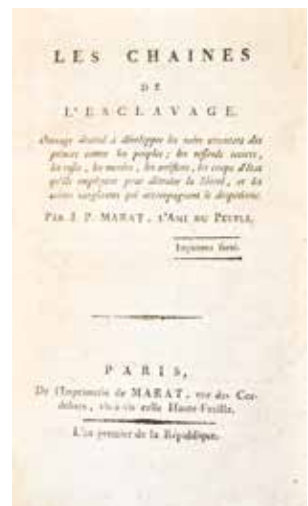 LES CHAINES
DE
L'ESCLAVAGE.
Ouvrage destiné à développer les noirs attentats des
princes contre les peuples; les ressorts secrets,
les ruses, les menées, les artifices, les coups d'état
qu'ils emploient pour détruire la liberté, et les
scènes sanglantes qui accompagnent le despotisme.
PAR J. P. MARAT, L'AMI DU PEUPLE.
PARIS,
De l'Imprimerie de MARAT, rue des Cor-
deliers, vis-à-vis celle Haute-Feuille.
L'an premier de la République.